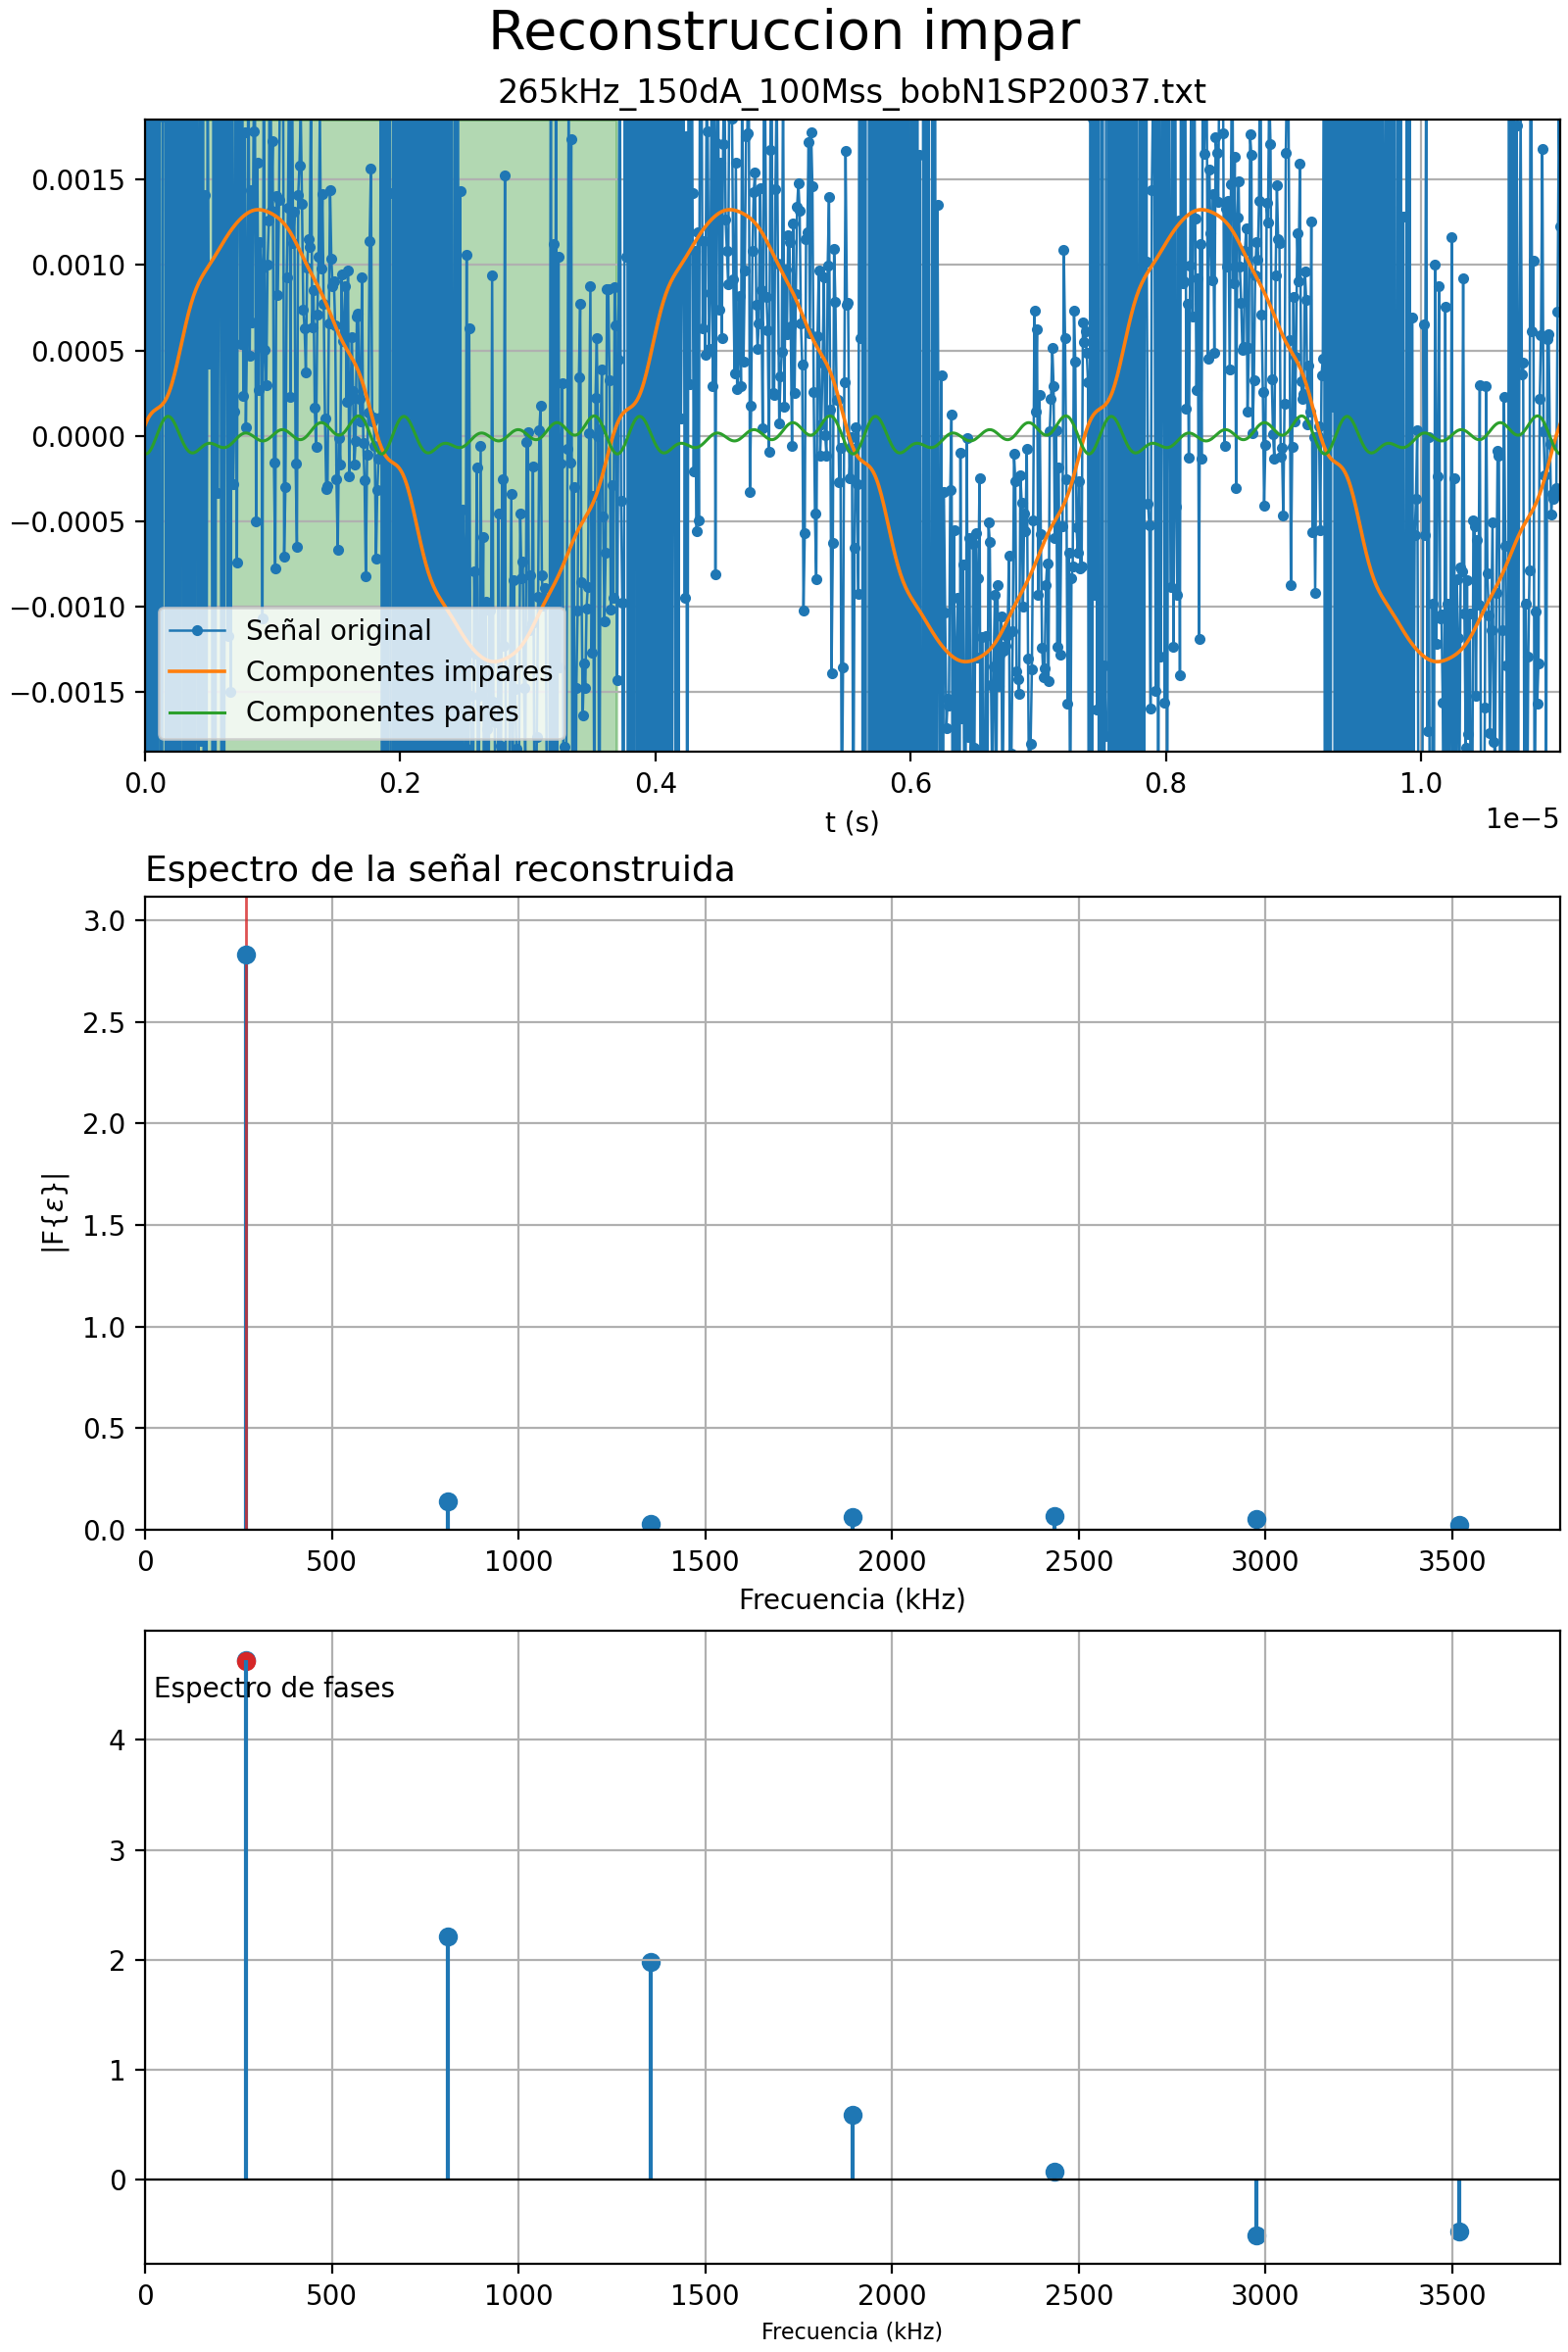 Reconstruccion impar
265kHz_150dA_100Mss_bobN1SP20037.txt
0.0015
0.0010
0.0005
0.0000
−0.0005
−0.0010
−0.0015
Señal original
Componentes impares
Componentes pares
0.0 0.2 0.4 0.6 0.8 1.0
t (s)
1e−5
Espectro de la señal reconstruida
3.0
2.5
2.0
1.5
1.0
0.5
0.0
|F{ε}|
0 500 1000 1500 2000 2500 3000 3500
Frecuencia (kHz)
Espectro de fases
4
3
2
1
0
0 500 1000 1500 2000 2500 3000 3500
Frecuencia (kHz)